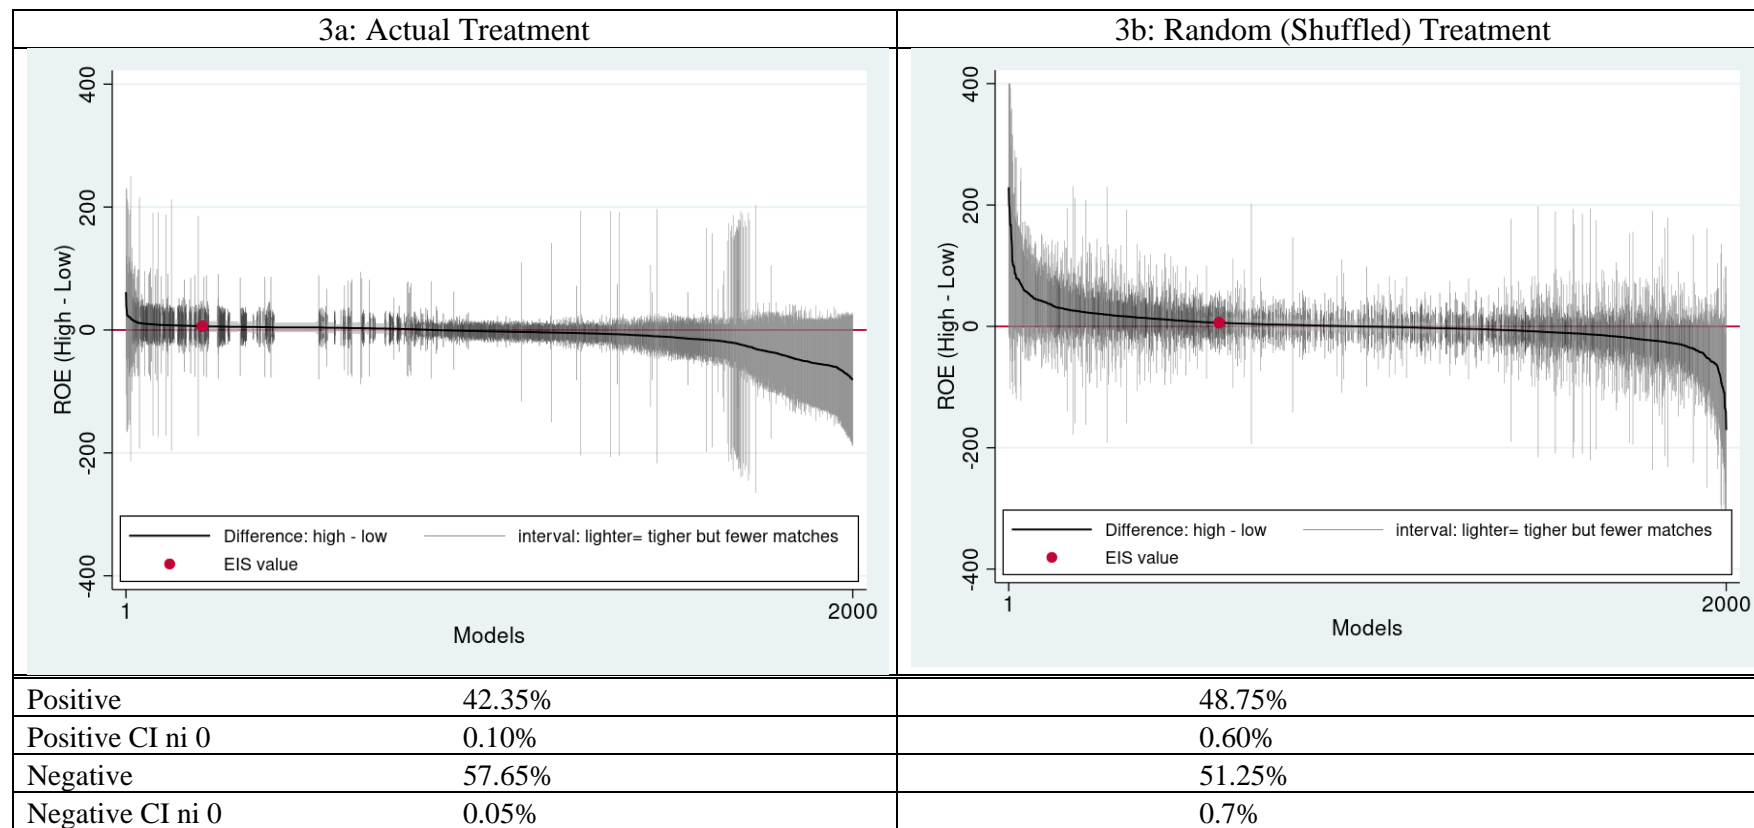 3a: Actual Treatment
3b: Random (Shuffled) Treatment
400
200
0
-200
-400
ROE (High - Low)
Difference: high - low
interval: lighter= tigher but fewer matches
EIS value
1
2000
Models
400
200
0
-200
-400
ROE (High - Low)
Difference: high - low
interval: lighter= tigher but fewer matches
EIS value
1
2000
Models
Positive 42.35% 48.75%
Positive CI ni 0 0.10% 0.60%
Negative 57.65% 51.25%
Negative CI ni 0 0.05% 0.7%